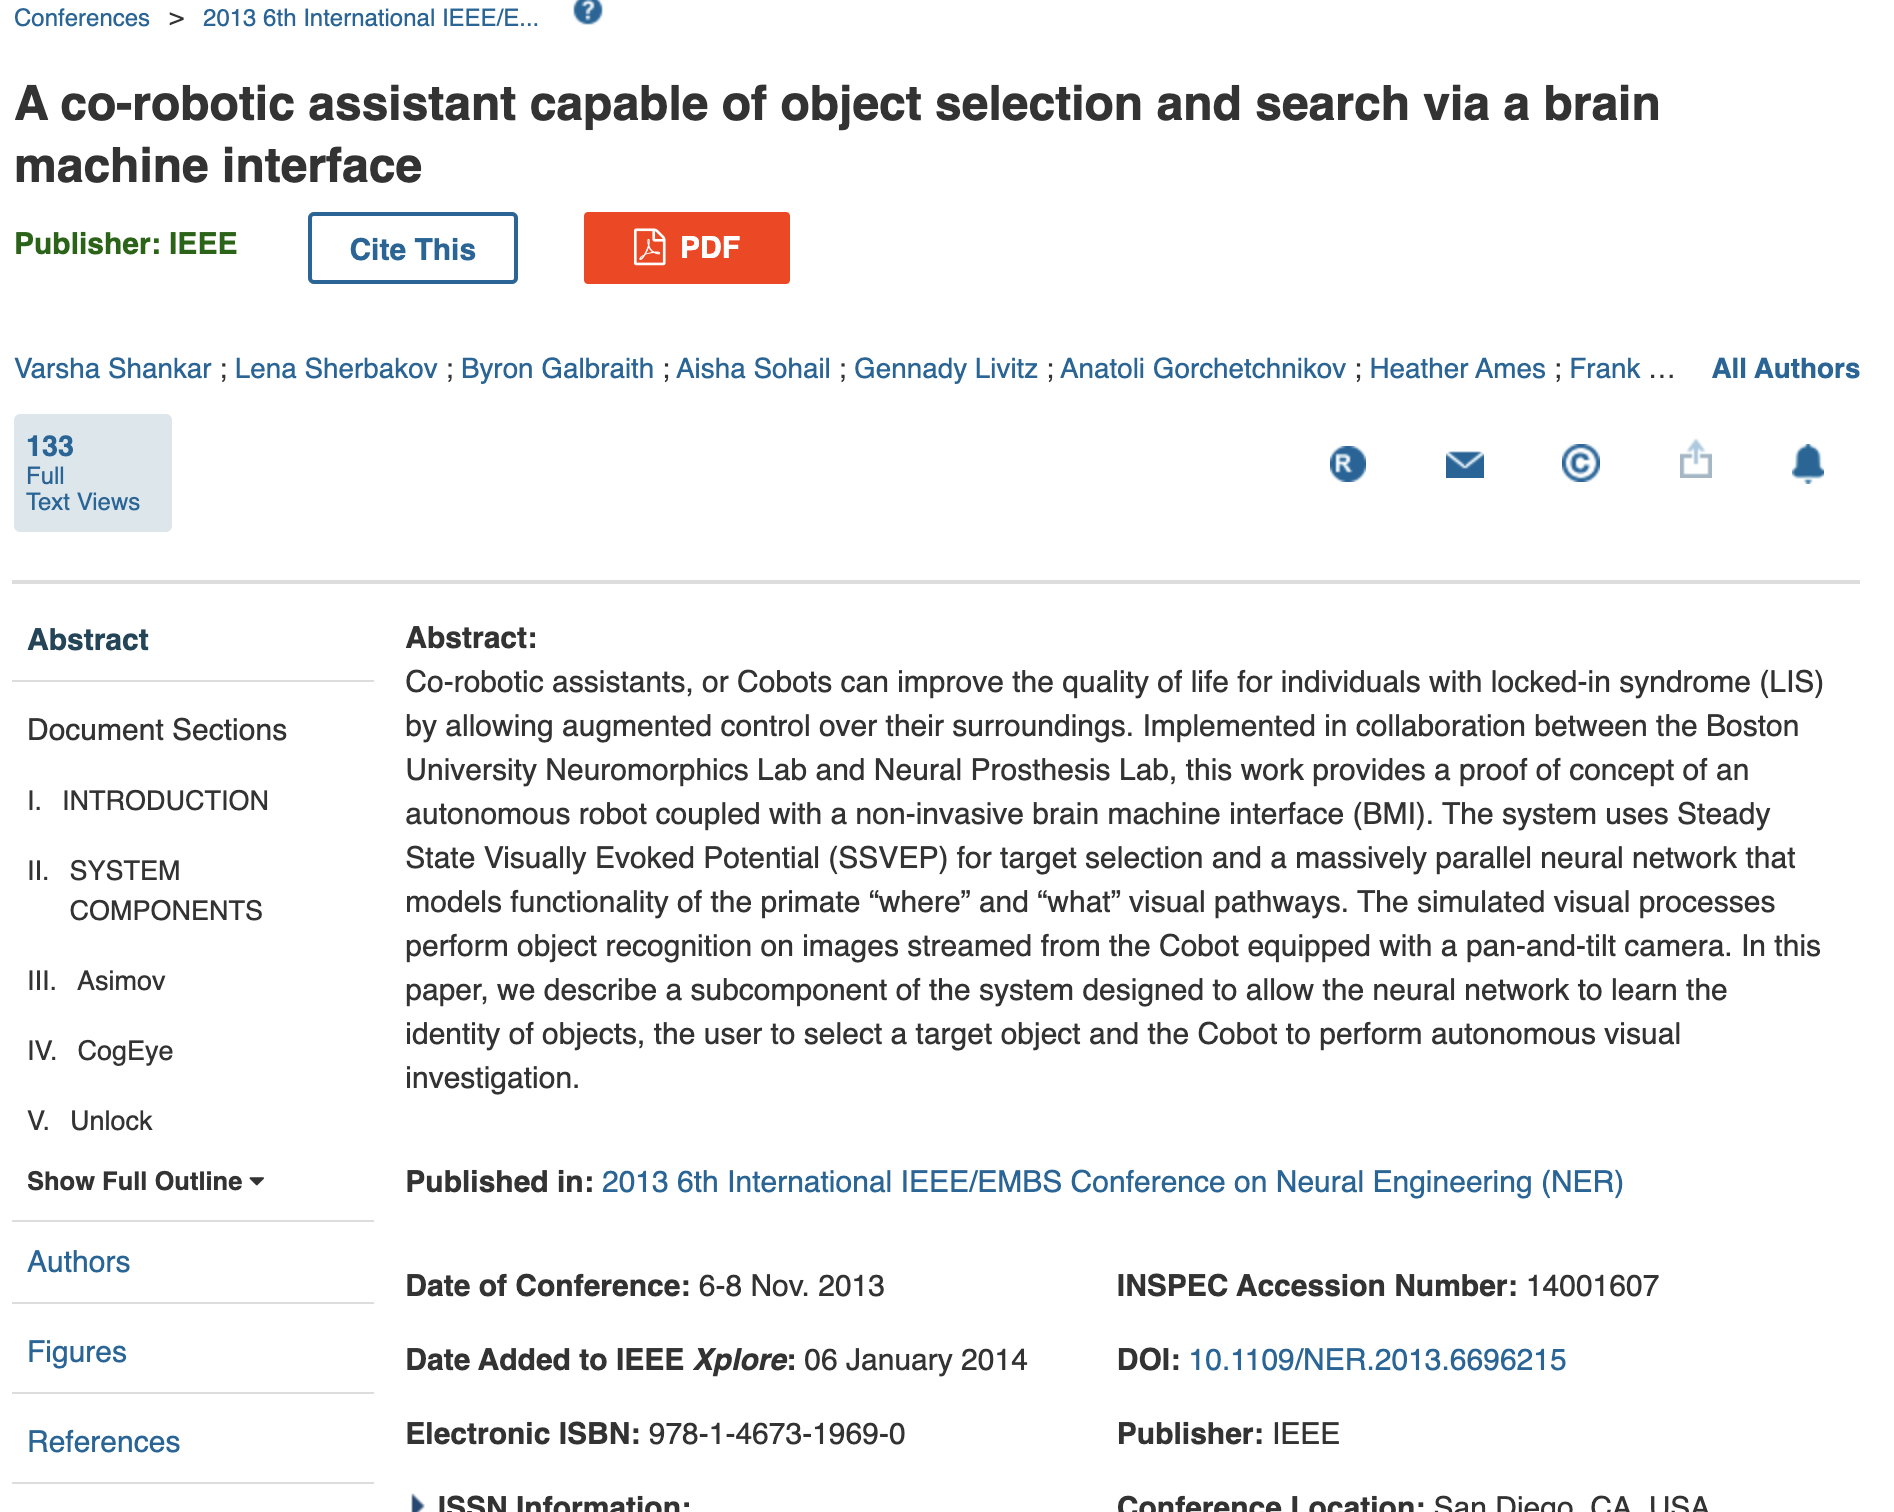 Conferences > 2013 6th International IEEE/E... ?
A co-robotic assistant capable of object selection and search via a brain
machine interface
Publisher: IEEE
Cite This
PDF
Varsha Shankar ; Lena Sherbakov ; Byron Galbraith ; Aisha Sohail ; Gennady Livitz ; Anatoli Gorchetchnikov ; Heather Ames ; Frank ... All Authors
133
Full
Text Views
R
©
Abstract
Document Sections
I. INTRODUCTION
II. SYSTEM
COMPONENTS
III. Asimov
IV. CogEye
V. Unlock
Show Full Outline
Authors
Figures
References
Abstract:
Co-robotic assistants, or Cobots can improve the quality of life for individuals with locked-in syndrome (LIS)
by allowing augmented control over their surroundings. Implemented in collaboration between the Boston
University Neuromorphics Lab and Neural Prosthesis Lab, this work provides a proof of concept of an
autonomous robot coupled with a non-invasive brain machine interface (BMI). The system uses Steady
State Visually Evoked Potential (SSVEP) for target selection and a massively parallel neural network that
models functionality of the primate “where” and “what” visual pathways. The simulated visual processes
perform object recognition on images streamed from the Cobot equipped with a pan-and-tilt camera. In this
paper, we describe a subcomponent of the system designed to allow the neural network to learn the
identity of objects, the user to select a target object and the Cobot to perform autonomous visual
investigation.
Published in: 2013 6th International IEEE/EMBS Conference on Neural Engineering (NER)
Date of Conference: 6-8 Nov. 2013
INSPEC Accession Number: 14001607
Date Added to IEEE Xplore: 06 January 2014
DOI: 10.1109/NER.2013.6696215
Electronic ISBN: 978-1-4673-1969-0
Publisher: IEEE
ISSN Information:
Conference Location: San Diego, CA, USA